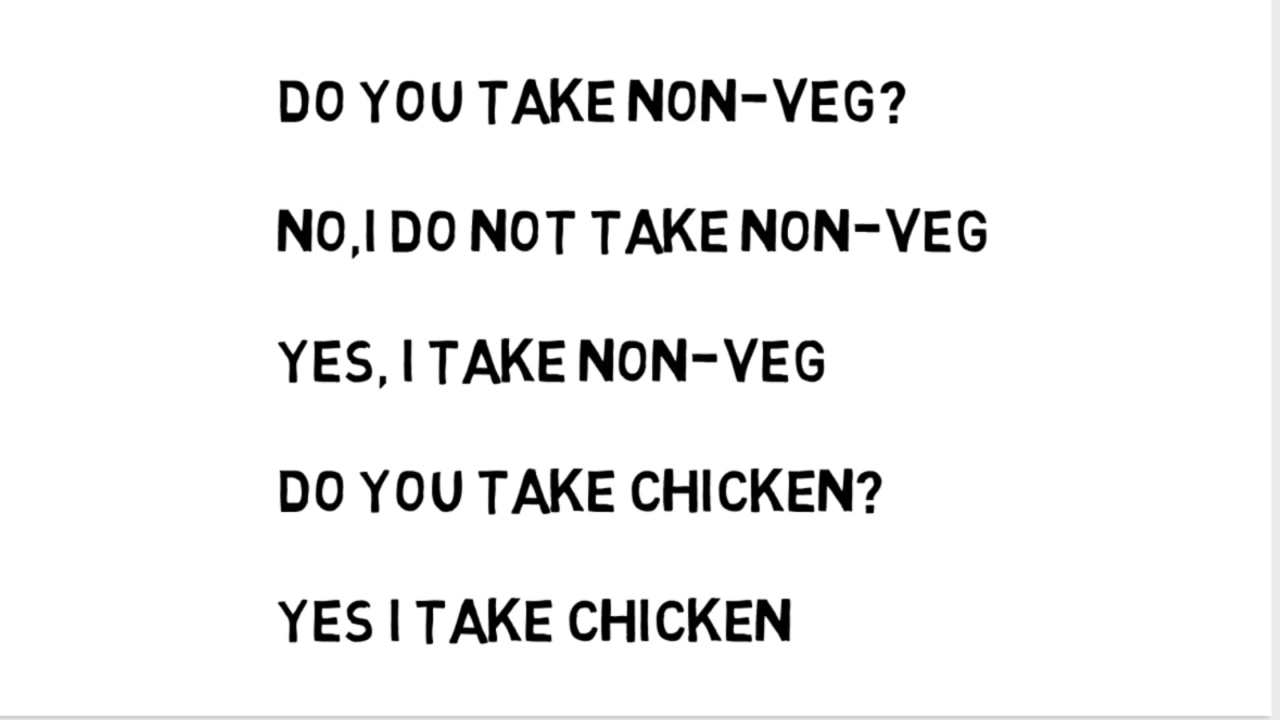 DO YOU TAKE NON-VEG?
NO,I DO NOT TAKE NON-VEG
YES, I TAKE NON-VEG
DO YOU TAKE CHICKEN?
YES I TAKE CHICKEN